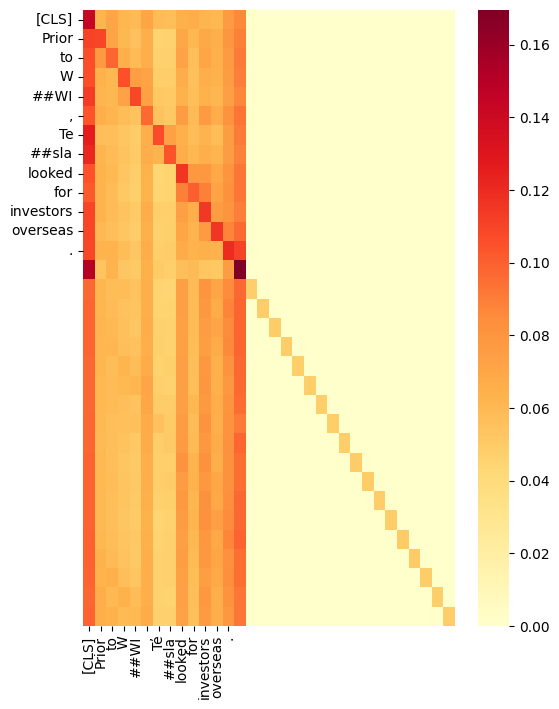 [CLS]
Prior
to
W
##WI
,
Te
##sla
looked
for
investors
overseas
.
0.16
0.14
0.12
0.10
0.08
0.06
0.04
0.02
0.00
[CLS]
Prior
to
W
##WI
,
Te
##sla
looked
for
investors
overseas
.